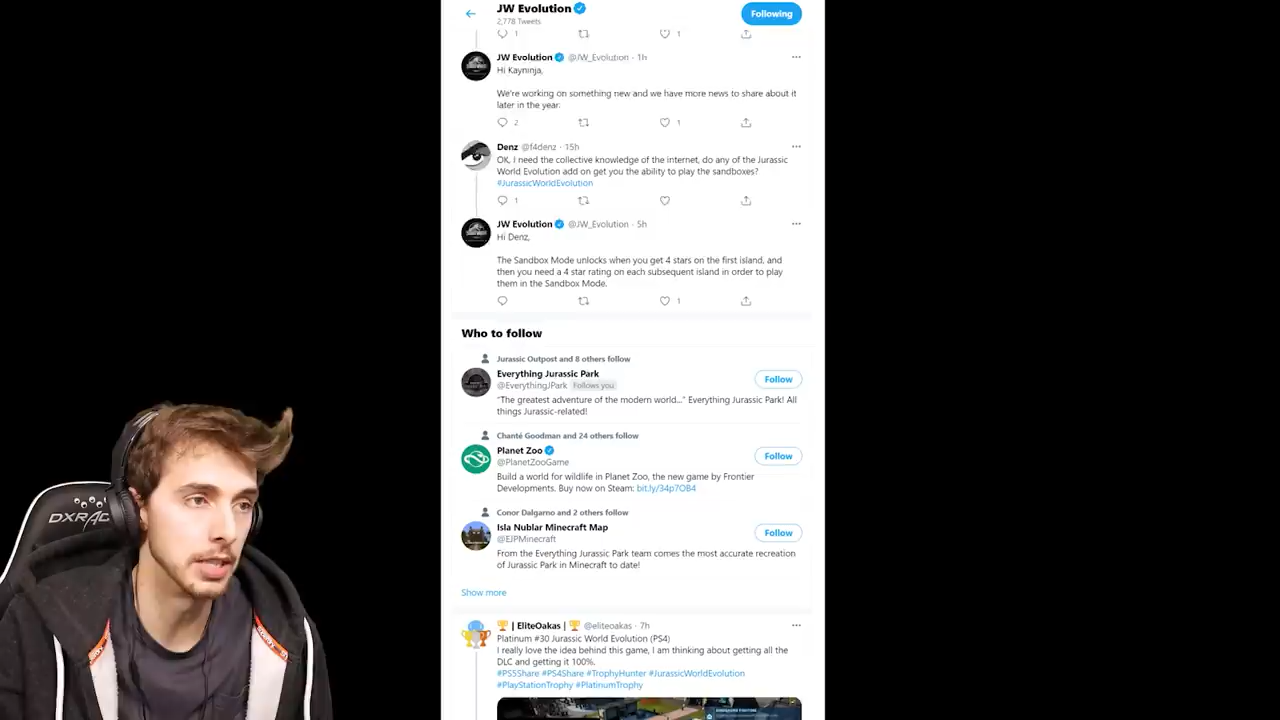 JW Evolution
2,778 Tweets
Following
1
1
JW Evolution @JW_Evolution · 1h
Hi Kayninja,
We're working on something new and we have more news to share about it
later in the year.
2
1
Denz @f4denz · 15h
OK, I need the collective knowledge of the internet, do any of the Jurassic
World Evolution add on get you the ability to play the sandboxes?
#JurassicWorldEvolution
1
JW Evolution @JW_Evolution · 5h
Hi Denz,
The Sandbox Mode unlocks when you get 4 stars on the first island, and
then you need a 4 star rating on each subsequent island in order to play
them in the Sandbox Mode.
1
Who to follow
Jurassic Outpost and 8 others follow
Everything Jurassic Park
@EverythingJPark Follows you
Follow
"The greatest adventure of the modern world..." Everything Jurassic Park! All
things Jurassic-related!
Chanté Goodman and 24 others follow
Planet Zoo
@PlanetZooGame
Follow
Build a world for wildlife in Planet Zoo, the new game by Frontier
Developments. Buy now on Steam: bit.ly/34p7OB4
Conor Dalgarno and 2 others follow
Isla Nublar Minecraft Map
@EJPMinecraft
Follow
From the Everything Jurassic Park team comes the most accurate recreation
of Jurassic Park in Minecraft to date!
Show more
| EliteOakas | @eliteoakas · 7h
Platinum #30 Jurassic World Evolution (PS4)
I really love the idea behind this game, I am thinking about getting all the
DLC and getting it 100%.
#PS5Share #PS4Share #TrophyHunter #JurassicWorldEvolution
#PlayStationTrophy #PlatinumTrophy
DXRAC